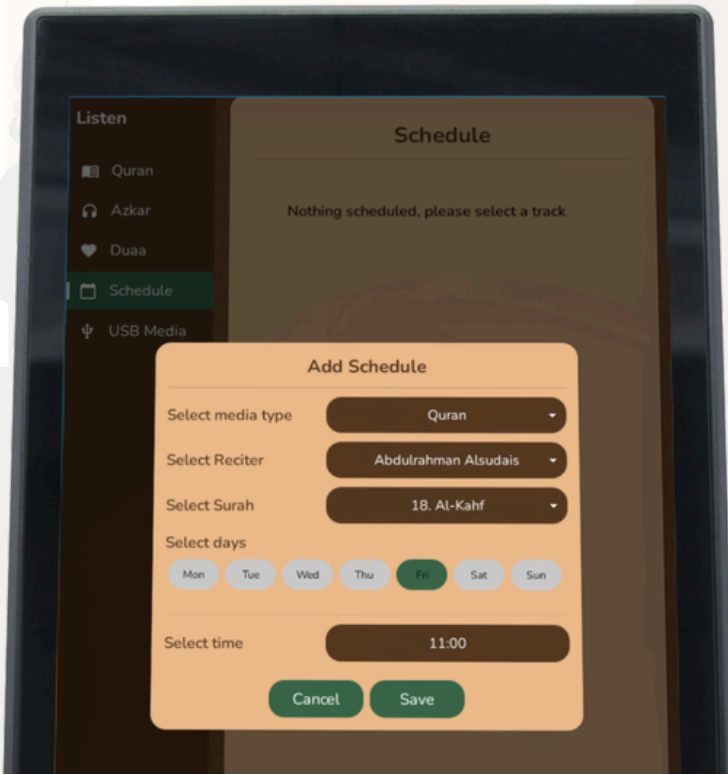 Listen
Schedule
Quran
Azkar
Nothing scheduled, please select a track
Duaa
Schedule
USB Media
Add Schedule
Select media type Quran
Select Reciter Abdulrahman Alsudais
Select Surah 18. Al-Kahf
Select days
Mon Tue Wed Thu Fri Sat Sun
Select time 11:00
Cancel Save